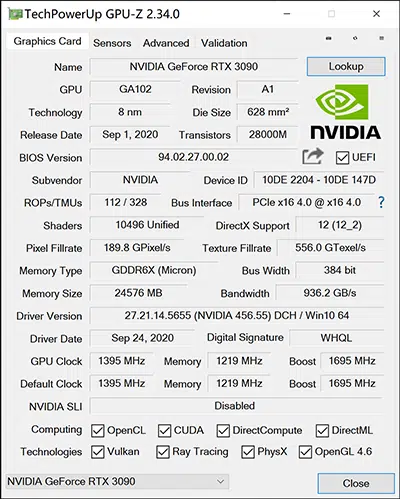 TechPowerUp GPU-Z 2.34.0
Graphics Card Sensors Advanced Validation
Name NVIDIA GeForce RTX 3090 Lookup
GPU GA102 Revision A1
Technology 8 nm Die Size 628 mm²
Release Date Sep 1, 2020 Transistors 28000M
NVIDIA
BIOS Version 94.02.27.00.02 UEFI
Subvendor NVIDIA Device ID 10DE 2204 - 10DE 147D
ROPs/TMUs 112 / 328 Bus Interface PCIe x16 4.0 @ x16 4.0 ?
Shaders 10496 Unified DirectX Support 12 (12_2)
Pixel Fillrate 189.8 GPixel/s Texture Fillrate 556.0 GTexel/s
Memory Type GDDR6X (Micron) Bus Width 384 bit
Memory Size 24576 MB Bandwidth 936.2 GB/s
Driver Version 27.21.14.5655 (NVIDIA 456.55) DCH / Win10 64
Driver Date Sep 24, 2020 Digital Signature WHQL
GPU Clock 1395 MHz Memory 1219 MHz Boost 1695 MHz
Default Clock 1395 MHz Memory 1219 MHz Boost 1695 MHz
NVIDIA SLI Disabled
Computing OpenCL CUDA DirectCompute DirectML
Technologies Vulkan Ray Tracing PhysX OpenGL 4.6
NVIDIA GeForce RTX 3090 Close